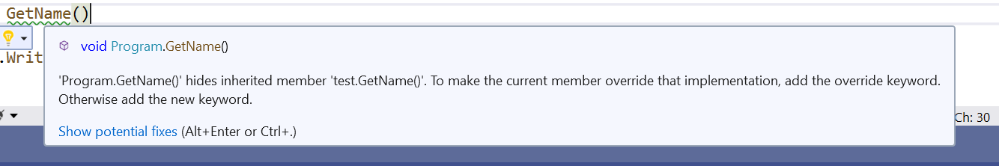 GetName()
void Program.GetName()
.Writ
'Program.GetName()' hides inherited member 'test.GetName()'. To make the current member override that implementation, add the override keyword.
Otherwise add the new keyword.
Ch: 30
Show potential fixes (Alt+Enter or Ctrl+.)